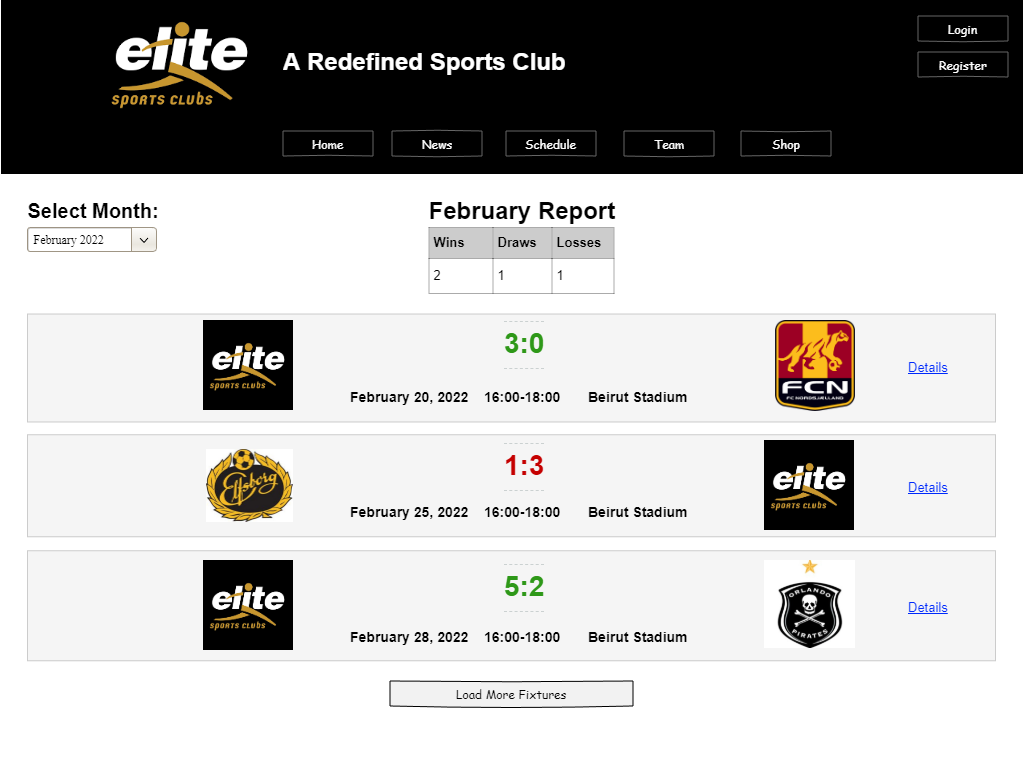 elite
SPORTS CLUBS
A Redefined Sports Club
Login
Register
Home News Schedule Team Shop
Select Month:
February 2022
February Report
Wins Draws Losses
2 1 1
elite
SPORTS CLUBS
3:0
February 20, 2022 16:00-18:00 Beirut Stadium
FCN
FC NORDSJÆLLAND
Details
Elfsborg
1:3
February 25, 2022 16:00-18:00 Beirut Stadium
elite
SPORTS CLUBS
Details
elite
SPORTS CLUBS
5:2
February 28, 2022 16:00-18:00 Beirut Stadium
ORLANDO
PIRATES
Details
Load More Fixtures